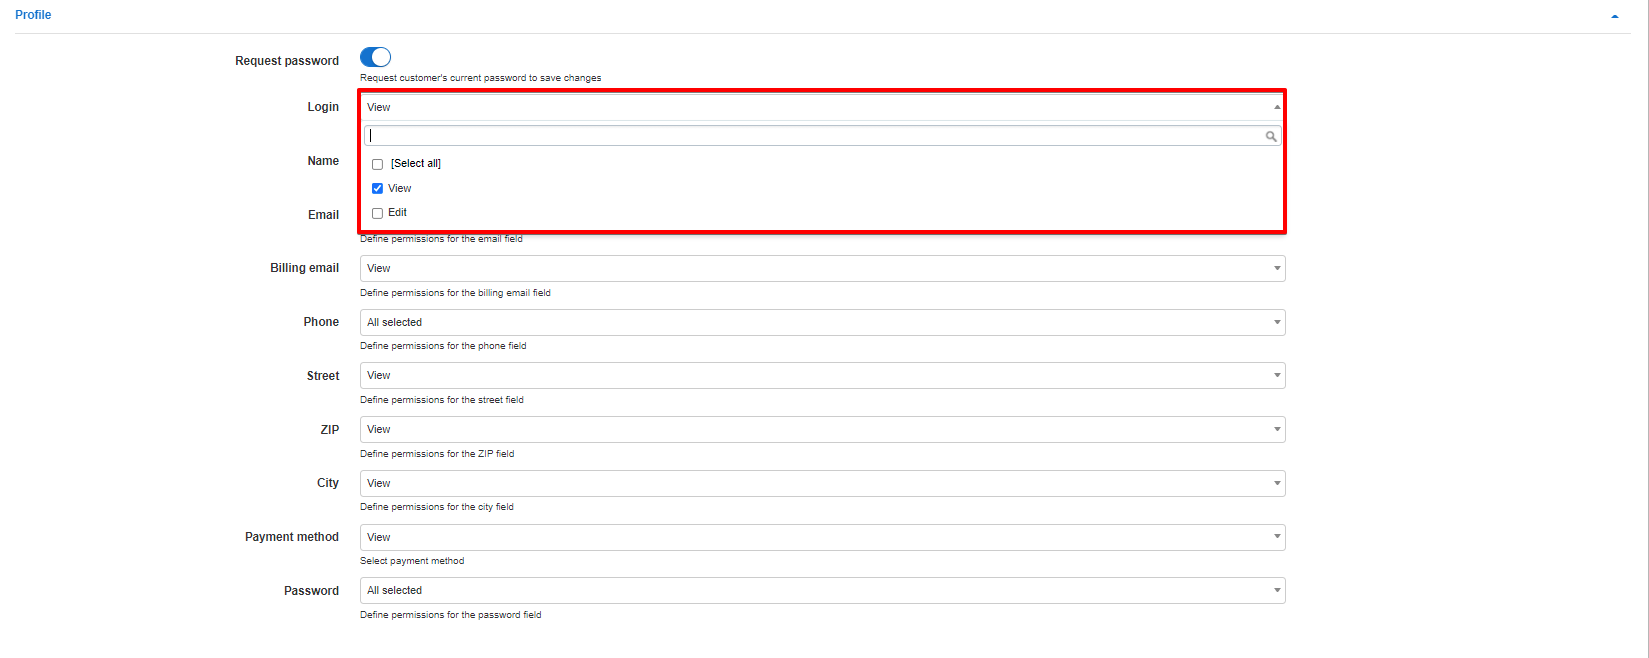 Profile
Request password
Request customer's current password to save changes
Login View
Name
[Select all]
View
Email
Edit
Define permissions for the email field
Billing email View
Define permissions for the billing email field
Phone All selected
Define permissions for the phone field
Street View
Define permissions for the street field
ZIP View
Define permissions for the ZIP field
City View
Define permissions for the city field
Payment method View
Select payment method
Password All selected
Define permissions for the password field